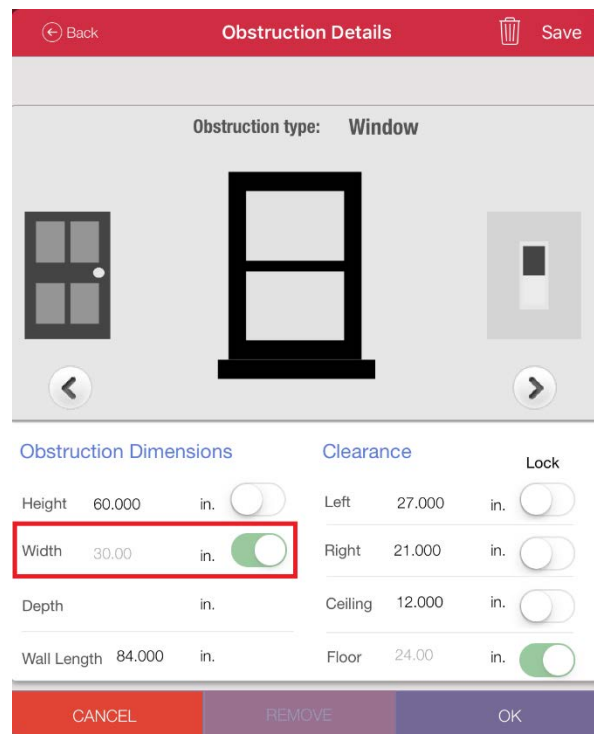 Back Obstruction Details Save
Obstruction type: Window
Obstruction Dimensions Clearance Lock
Height 60.000 in. Left 27.000 in.
Width 30.00 in. Right 21.000 in.
Depth in. Ceiling 12.000 in.
Wall Length 84.000 in. Floor 24.00 in.
CANCEL REMOVE OK